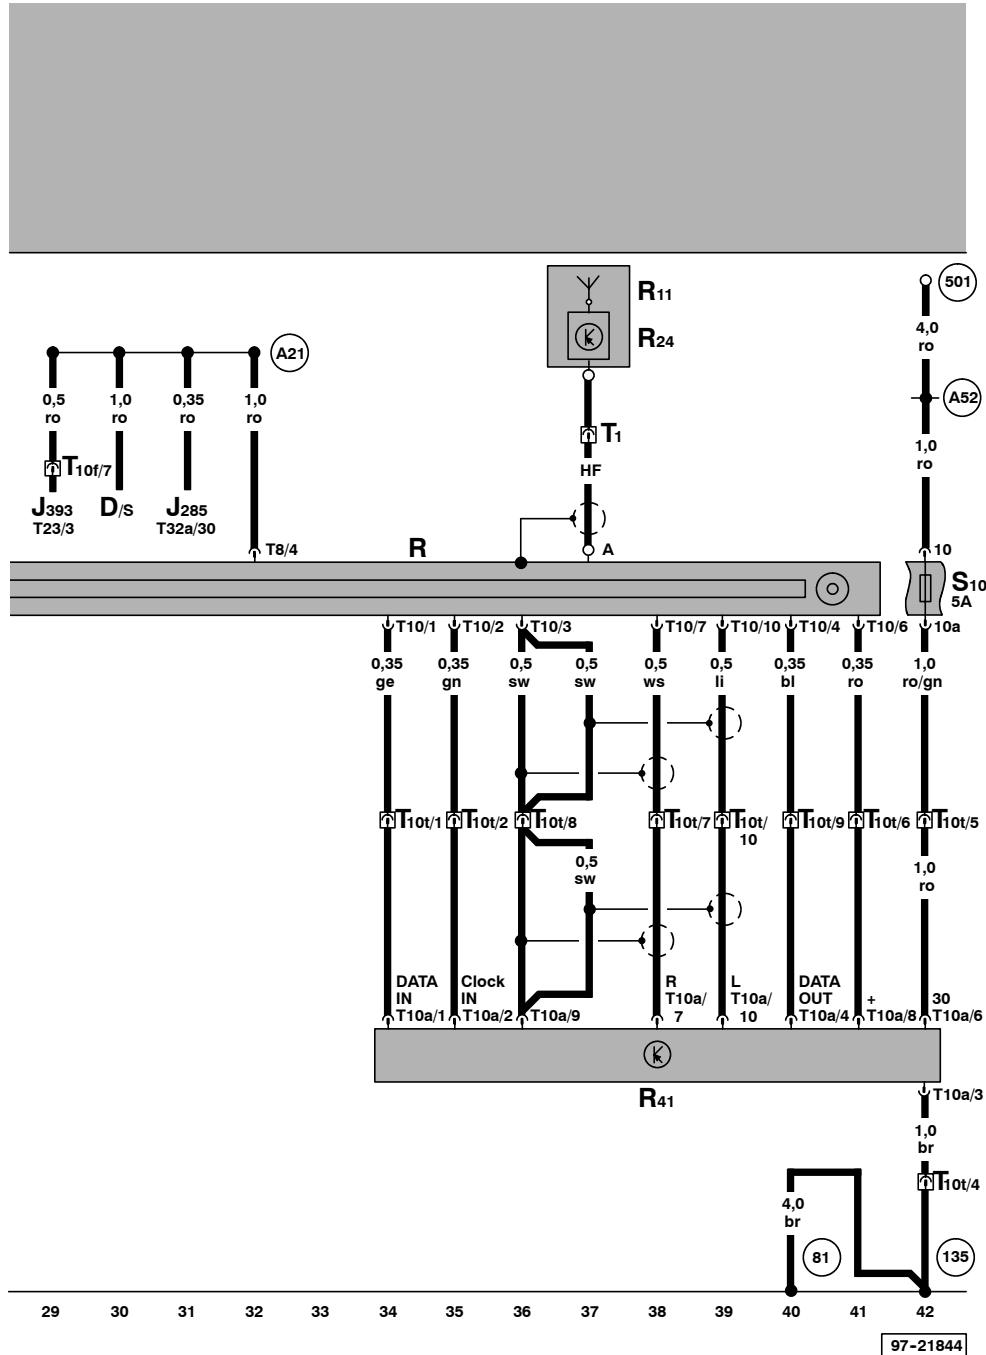 R11
R24
501
4,0
ro
A21
A52
0,5
ro
1,0
ro
0,35
ro
1,0
ro
T1
1,0
ro
T10f/7
HF
J393
T23/3
D/S
J285
T32a/30
T8/4
R
A
10
S10
5A
T10/1
T10/2
T10/3
T10/7
T10/10
T10/4
T10/6
10a
0,35
ge
0,35
gn
0,5
sw
0,5
sw
0,5
ws
0,5
li
0,35
bl
0,35
ro
1,0
ro/gn
T10t/1
T10t/2
T10t/8
T10t/7
T10t/
10
T10t/9
T10t/6
T10t/5
0,5
sw
1,0
ro
DATA
IN
T10a/1
Clock
IN
T10a/2
T10a/9
R
T10a/
7
L
T10a/
10
DATA
OUT
T10a/4
+
T10a/8
30
T10a/6
R41
T10a/3
1,0
br
T10t/4
4,0
br
81
135
29 30 31 32 33 34 35 36 37 38 39 40 41 42
97-21844